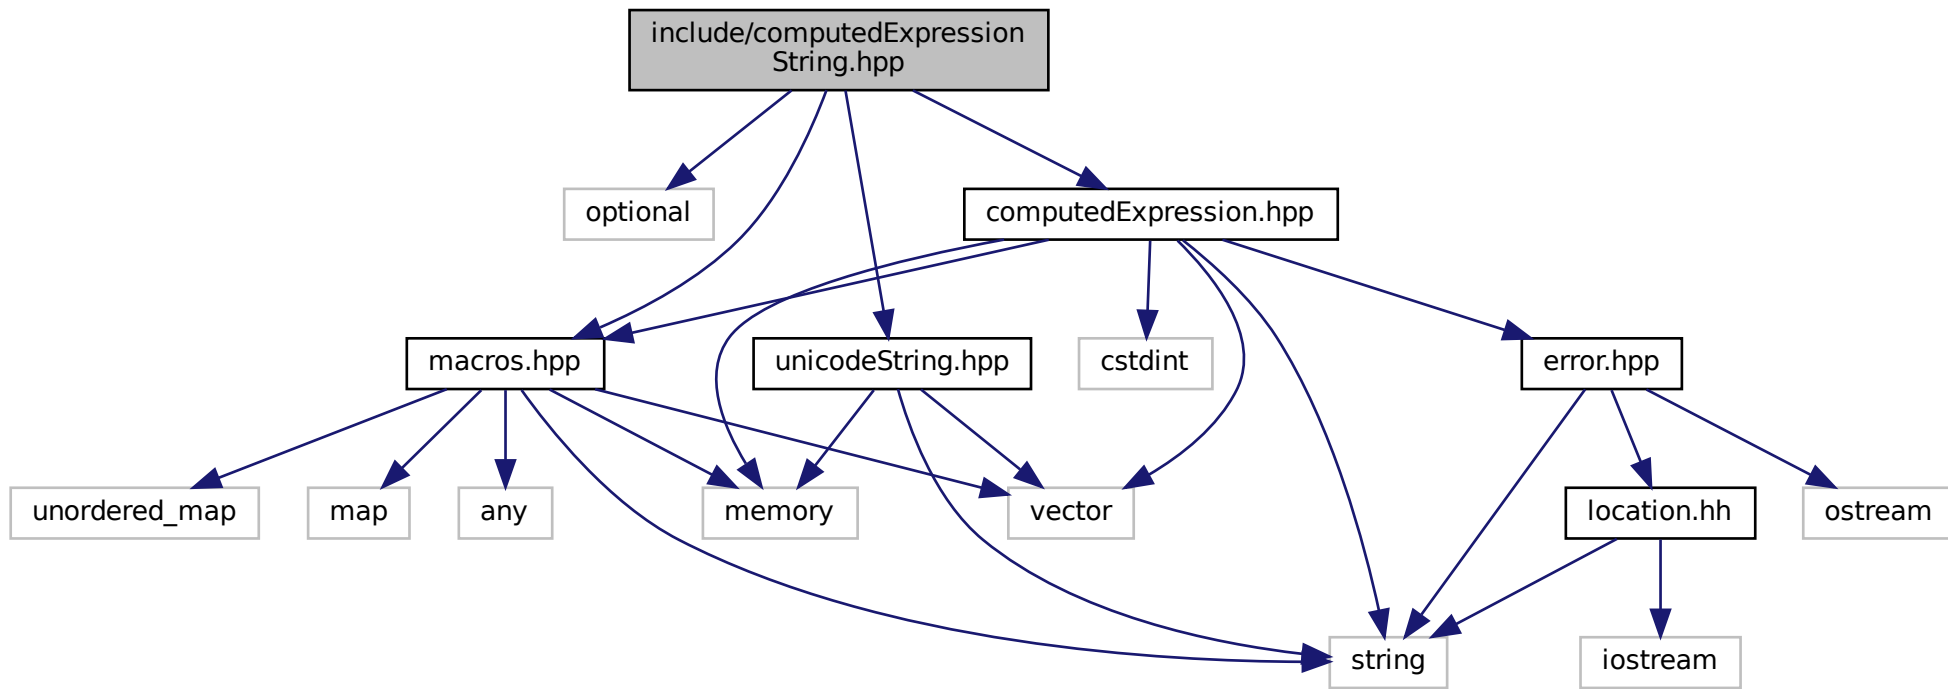 include/computedExpression
String.hpp
optional
computedExpression.hpp
macros.hpp
unicodeString.hpp
cstdint
error.hpp
unordered_map
map
any
memory
vector
location.hh
ostream
string
iostream